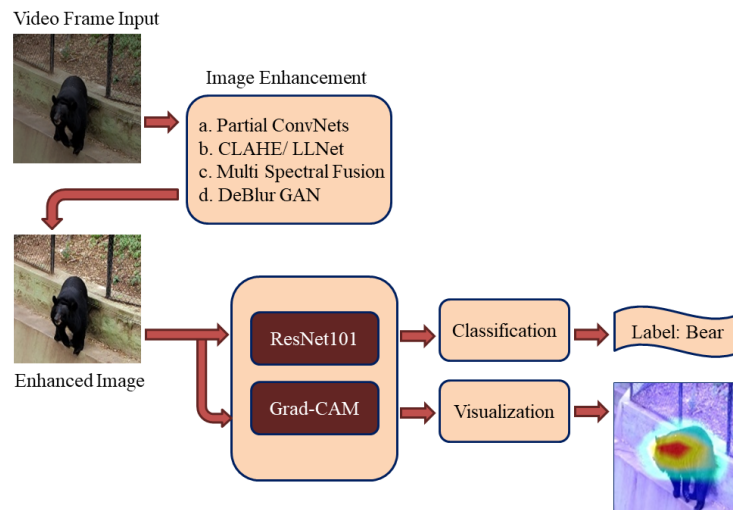 Video Frame Input
Image Enhancement
a. Partial ConvNets
b. CLAHE/ LLNet
c. Multi Spectral Fusion
d. DeBlur GAN
Enhanced Image
ResNet101
Classification
Label: Bear
Grad-CAM
Visualization